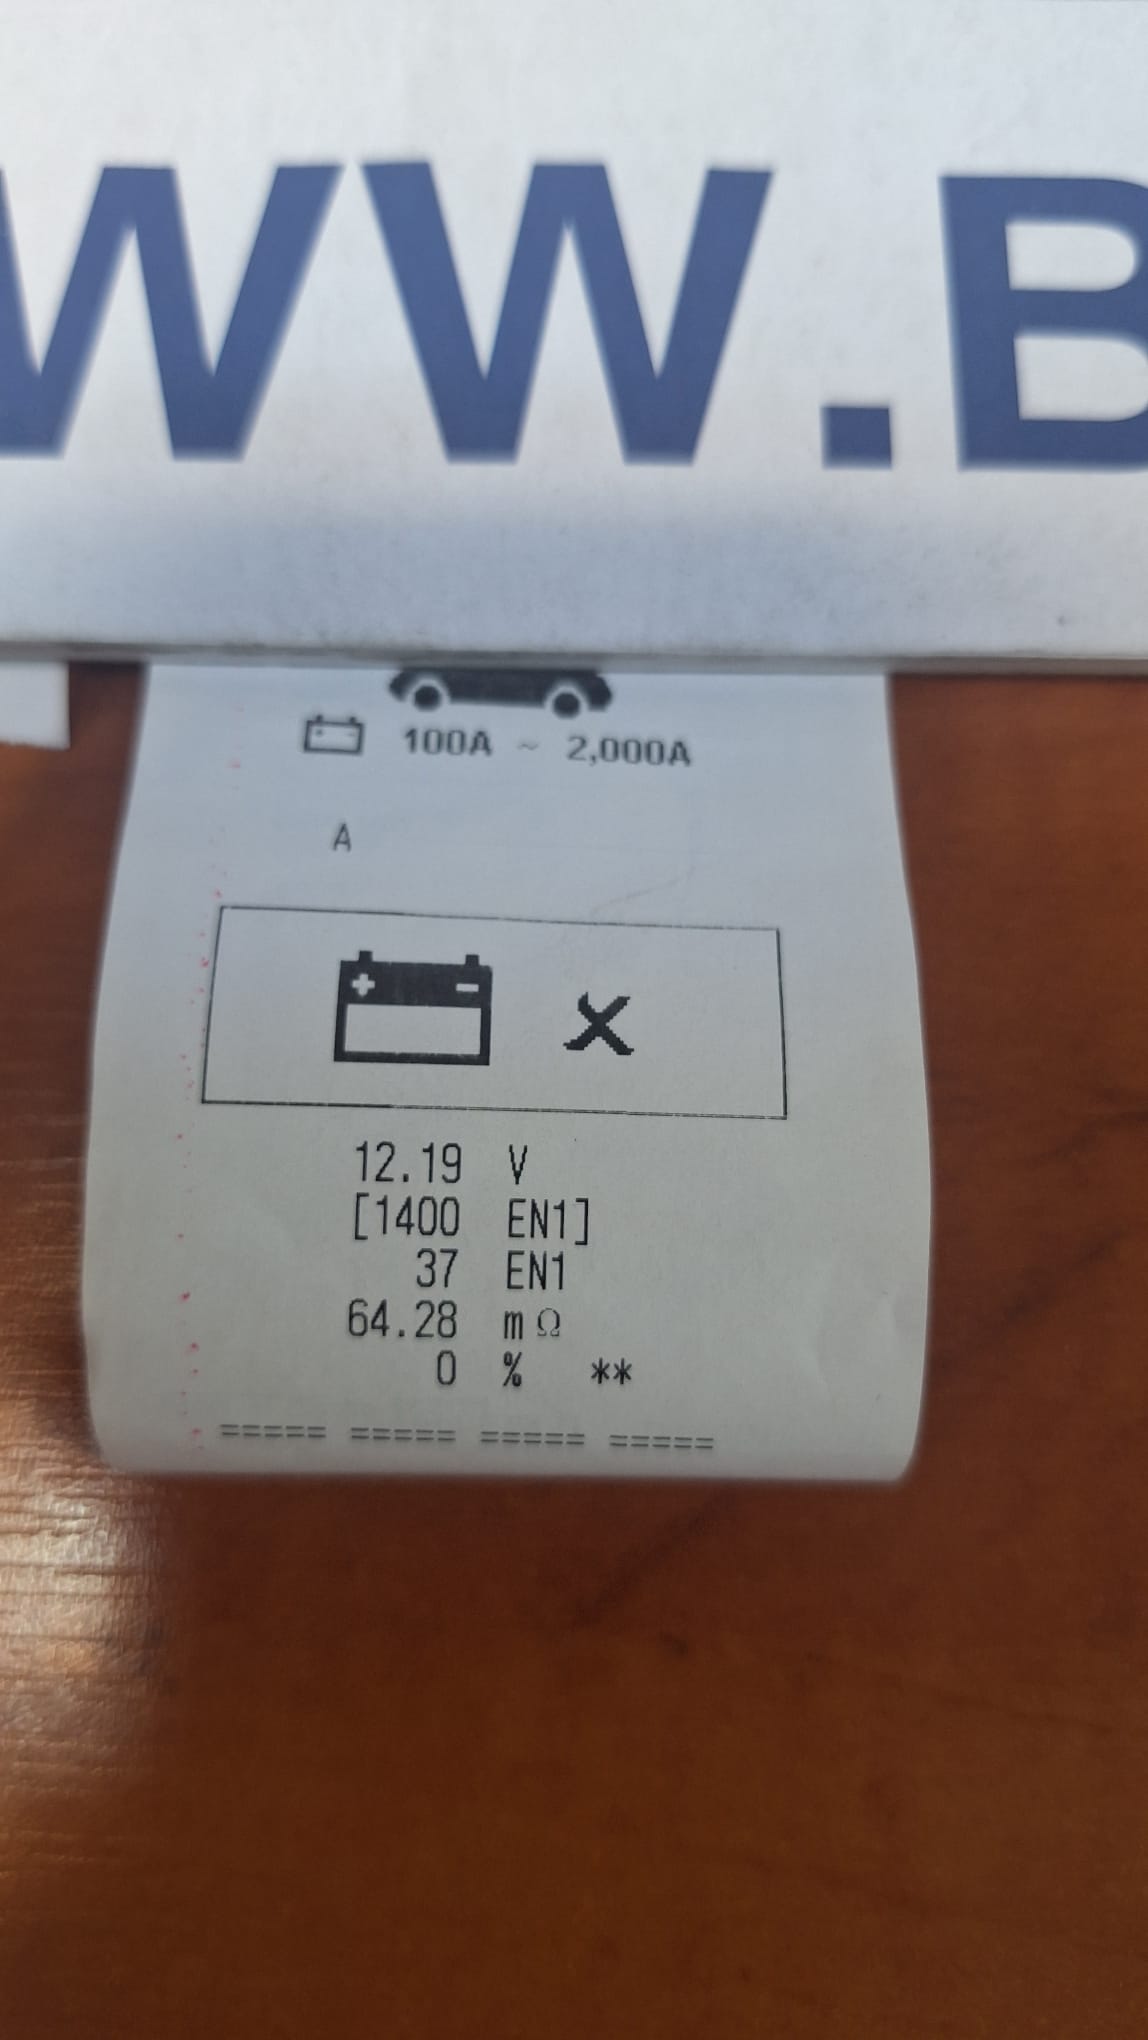 WW.B
100A ~ 2,000A
A
12.19 V
[1400 EN1]
37 EN1
64.28 mΩ
0 % **
===== ===== ===== =====